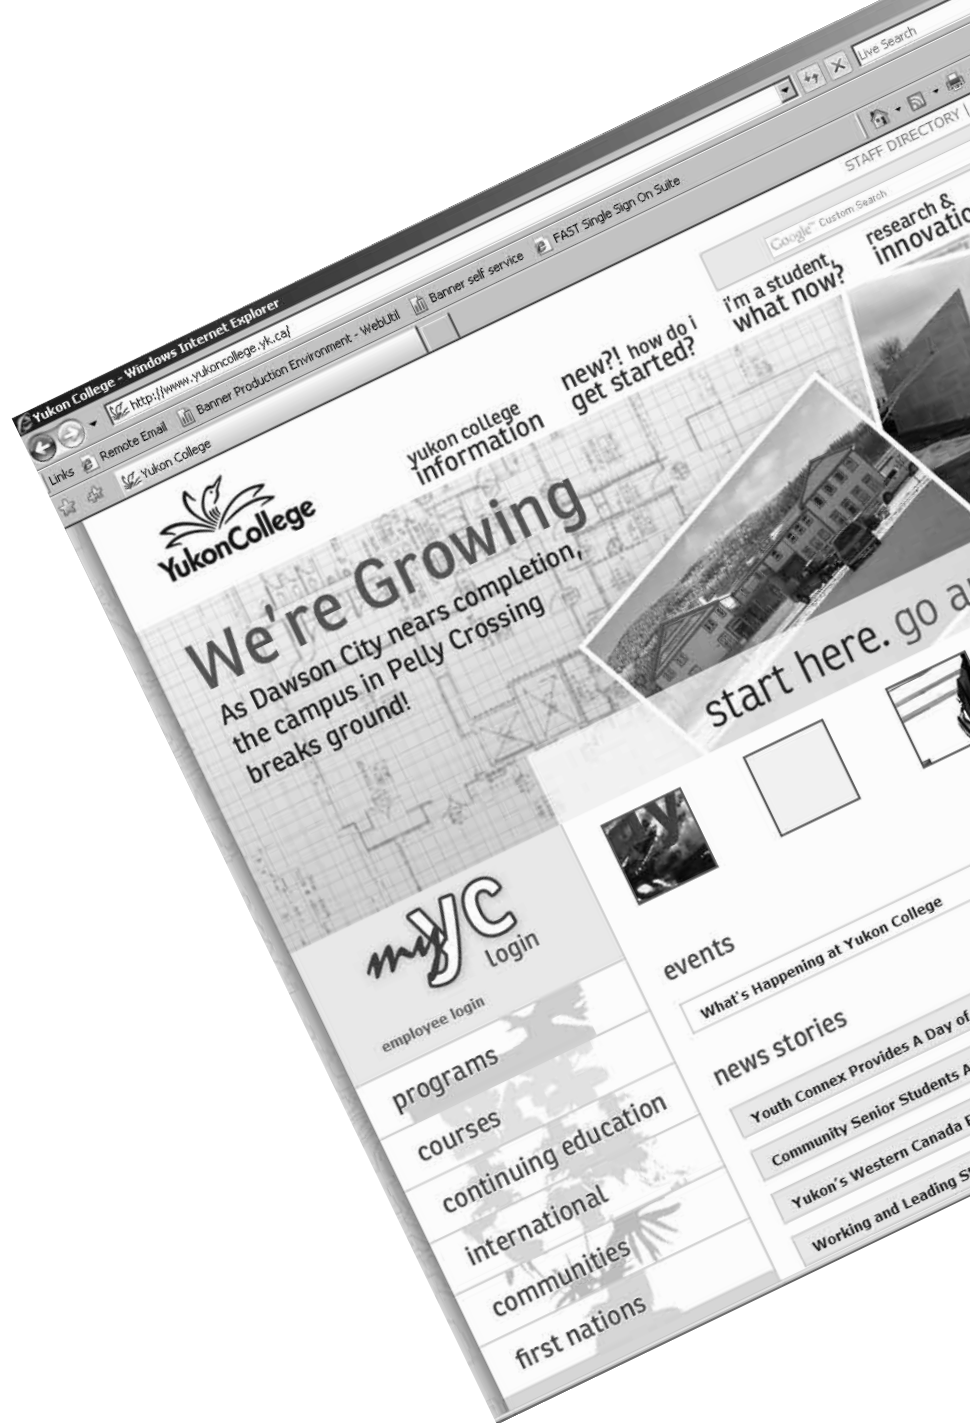 Yukon College - Windows Internet Explorer
http://www.yukoncollege.yk.ca/
Live Search
Links
Remote Email
Banner Production Environment - WebUtil
Banner self service
FAST Single Sign On Suite
Yukon College
STAFF DIRECTORY |
Google™ Custom Search
YukonCollege
yukon college
information
new?! how do i
get started?
i'm a student,
what now?
research &
innovatio
We're Growing
As Dawson City nears completion,
the campus in Pelly Crossing
breaks ground!
start here. go a
my yc
login
employee login
programs
courses
continuing education
international
communities
first nations
events
What's Happening at Yukon College
news stories
Youth Connex Provides A Day of
Community Senior Students A
Yukon's Western Canada
Working and Leading